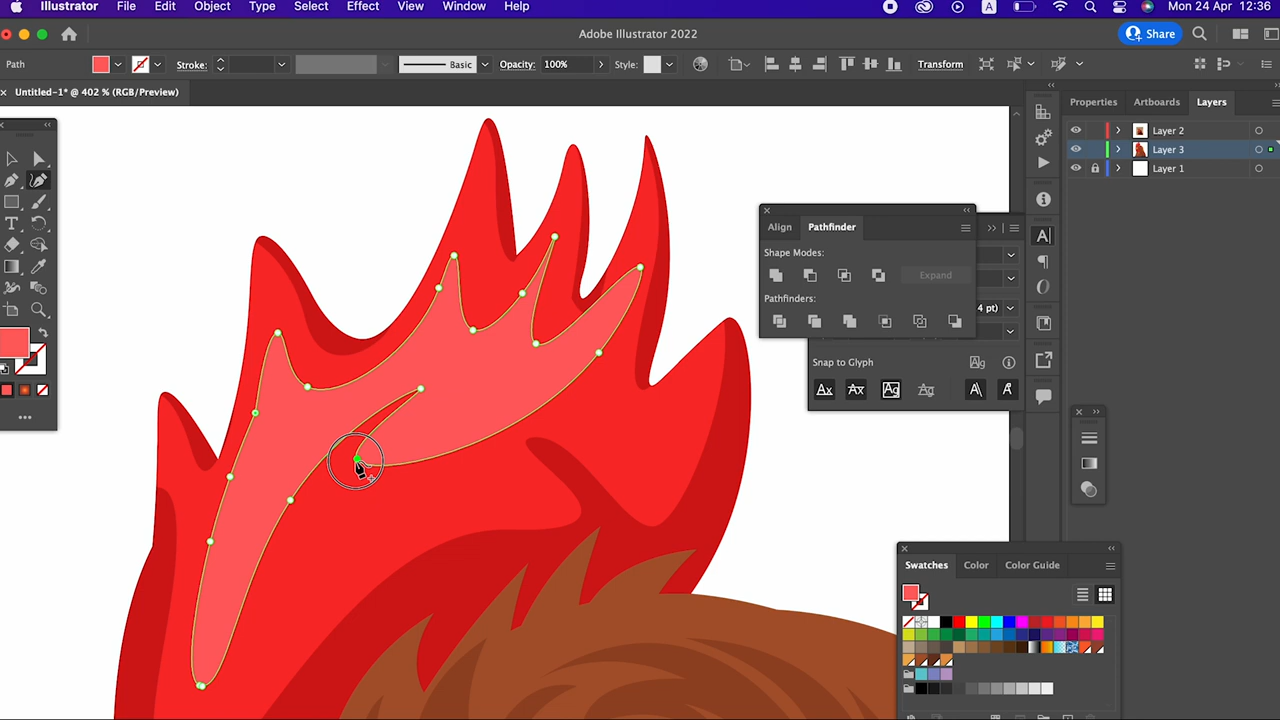 Illustrator File Edit Object Type Select Effect View Window Help A Mon 24 Apr 12:36
Adobe Illustrator 2022 Share
Path Stroke: Basic Opacity: 100% Style: Transform
× Untitled-1* @ 402 % (RGB/Preview)
Properties Artboards Layers
Layer 2
Layer 3
Layer 1
Align Pathfinder
Shape Modes:
Expand
Pathfinders:
4 pt)
Snap to Glyph
Swatches Color Color Guide